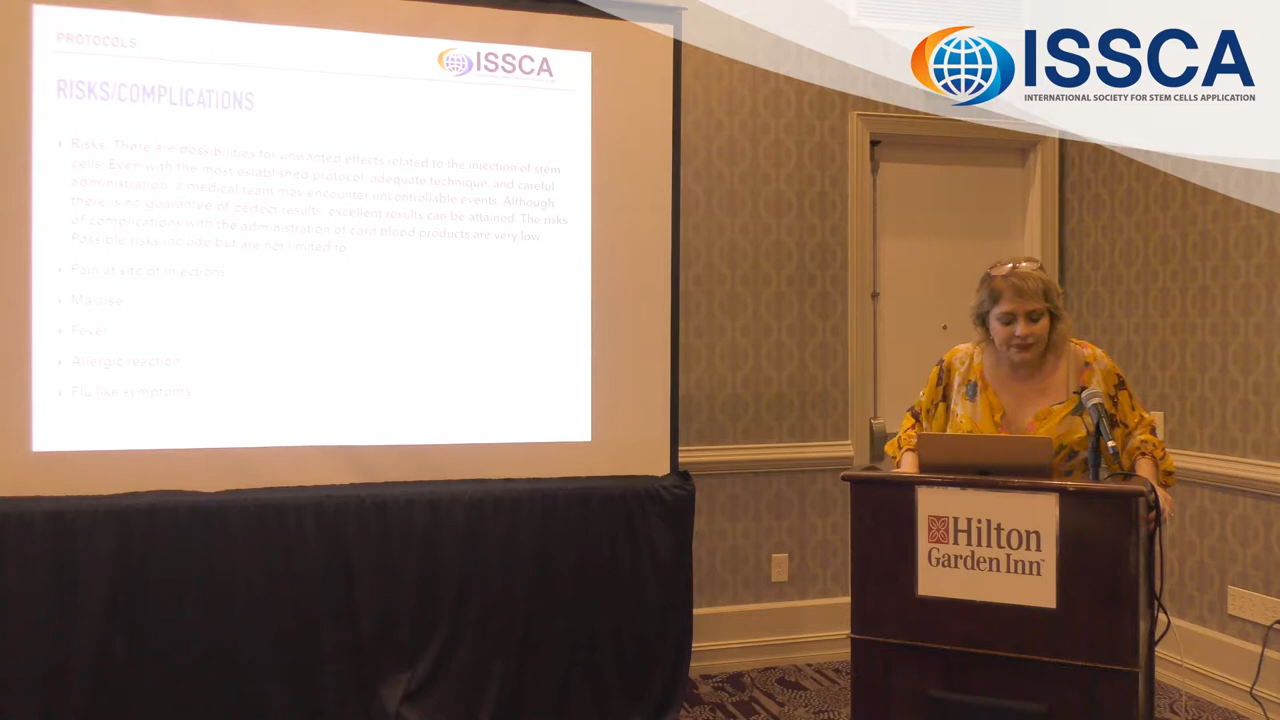 PROTOCOLS
ISSCA
RISKS/COMPLICATIONS
Risks: There are possibilities for unwanted effects related to the injection of stem
cells. Even with the most established protocol, adequate technique, and careful
administration, a medical team may encounter uncontrollable events. Although
there is no guarantee of perfect results, excellent results can be attained. The risks
of complications with the administration of cord blood products are very low.
Possible risks include but are not limited to:
Pain at site of injections
Malaise
Fever
Allergic reaction
Flu like symptoms
ISSCA
INTERNATIONAL SOCIETY FOR STEM CELLS APPLICATION
Hilton
Garden Inn™